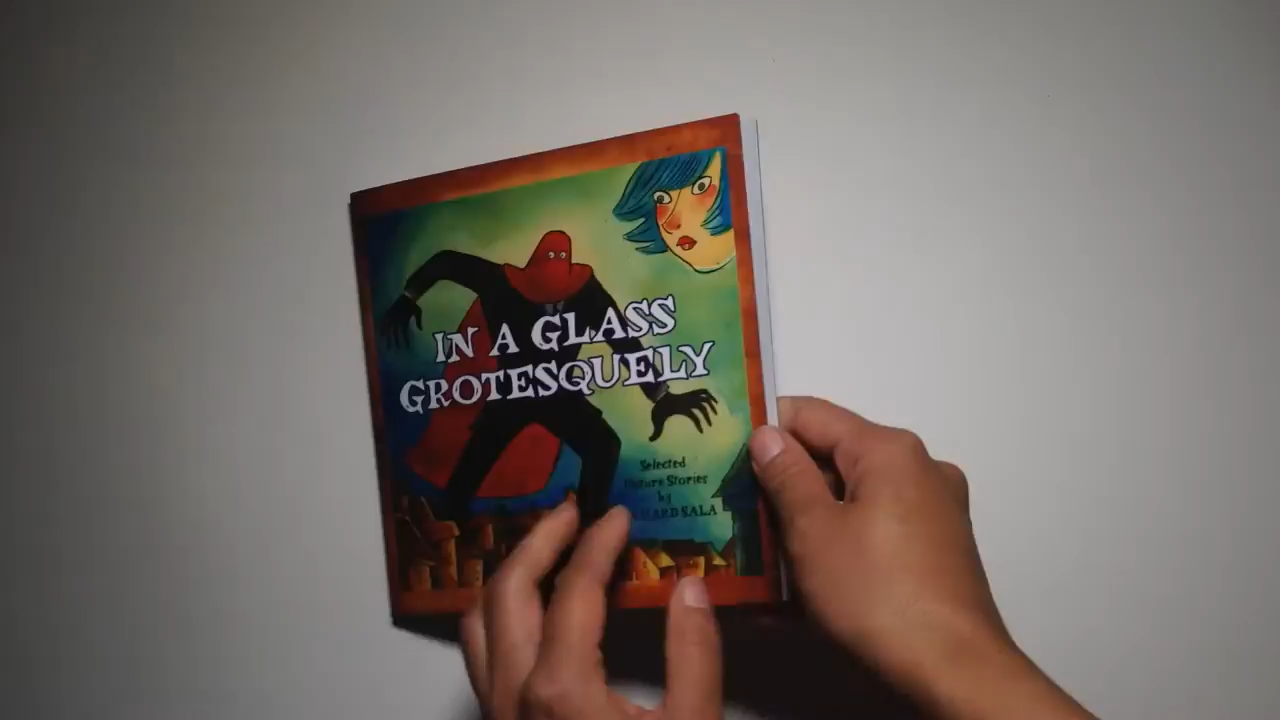 IN A GLASS
GROTESQUELY
Selected
Picture Stories
by
SALA